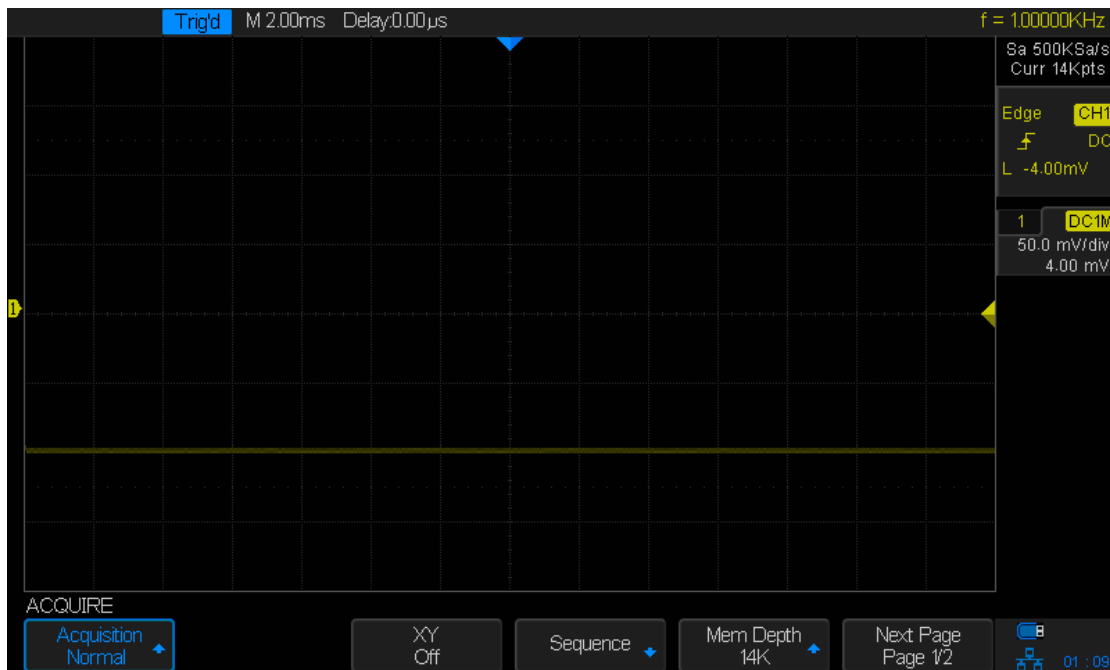 Trig'd M 2.00ms Delay:0.00µs f = 1.00000KHz
Sa 500KSa/s
Curr 14Kpts
Edge CH1
DC
L -4.00mV
1 DC1M
50.0 mV/div
4.00 mV
1
ACQUIRE
Acquisition
Normal
XY
Off
Sequence
Mem Depth
14K
Next Page
Page 1/2
01 : 09